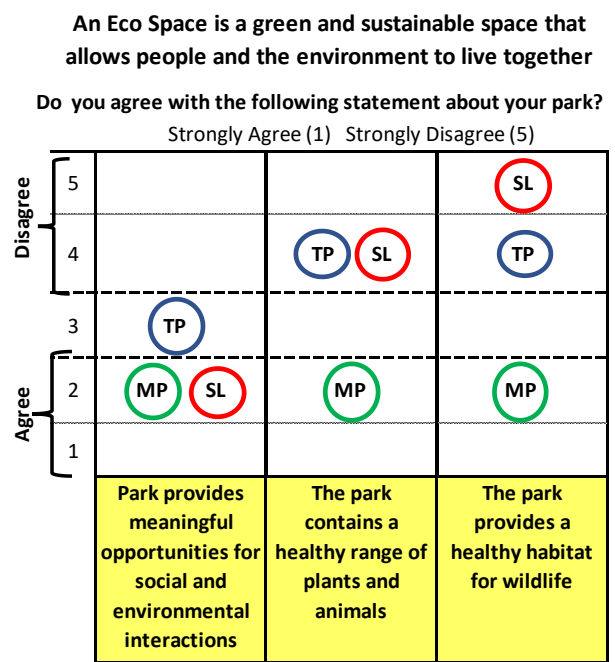 An Eco Space is a green and sustainable space that
allows people and the environment to live together
Do you agree with the following statement about your park?
Strongly Agree (1) Strongly Disagree (5)
Disagree
5
SL
4
TP SL
TP
3
TP
Agree
2
MP SL
MP
MP
1
Park provides
meaningful
opportunities for
social and
environmental
interactions
The park
contains a
healthy range of
plants and
animals
The park
provides a
healthy habitat
for wildlife